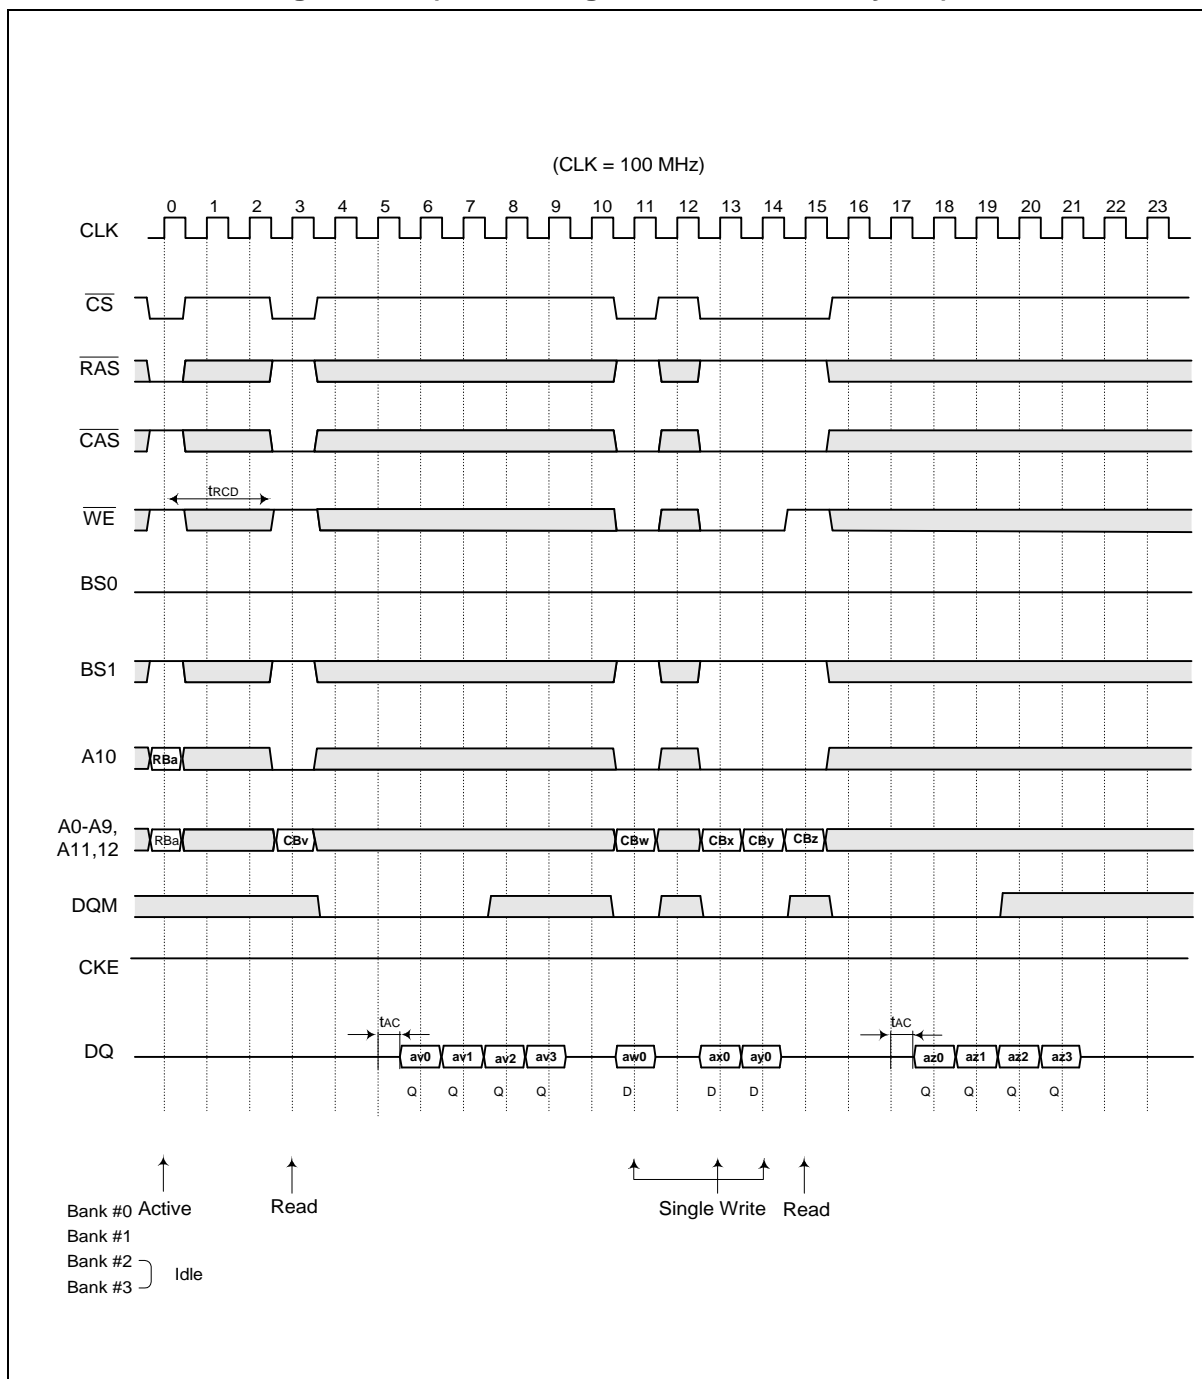 (CLK = 100 MHz)
0 1 2 3 4 5 6 7 8 9 10 11 12 13 14 15 16 17 18 19 20 21 22 23
CLK
CS
RAS
CAS
tRCD
WE
BS0
BS1
A10 RBa
A0-A9,
A11,12
RBa CBv CBw CBx CBy CBz
DQM
CKE
tAC tAC
DQ av0 av1 av2 av3 aw0 ax0 ay0 az0 az1 az2 az3
Q Q Q Q D D D Q Q Q Q
Bank #0 Active Read Single Write Read
Bank #1
Bank #2
Idle
Bank #3